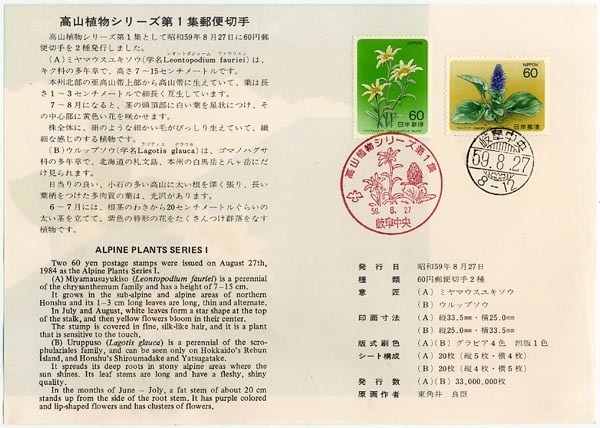 高山植物シリーズ第1集郵便切手
高山植物シリーズ第1集として昭和59年8月27日に60円郵
便切手を2種発行しました。
レオントポジューム ファウリエイ
(A) ミヤマウスユキソウ(学名Leontopodium fauriei)は、
キク科の多年草で、高さ7~15センチメートルです。
本州北部の亜高山帯上部から高山帯に生えていて、葉は長
さ1~3センチメートルで細長く互生しています。
7~8月になると、茎の頭頂部に白い葉を星状につけ、そ
の中心部に黄色い花を咲かせます。
株全体に、絹のような細かい毛がびっしり生えていて、繊
細な感じのする植物です。
ラゴティス グラウカ
(B) ウルップソウ(学名Lagotis glauca)は、ゴマノハグサ
科の多年草で、北海道の礼文島、本州の白馬岳と八ヶ岳にだ
け見られます。
日当りの良い、小石の多い高山に太い根を深く張り、長い
葉柄をつけた多肉質の葉は、光沢があります。
6~7月には、根茎のわきから20センチメートルぐらいの
太い茎を立て、紫色の唇形の花をたくさんつけ群落をなす
植物です。
ALPINE PLANTS SERIES I
Two 60 yen postage stamps were issued on August 27th,
1984 as the Alpine Plants Series I,
(A) Miyamausuyukiso (Leontopodium fauriei) is a perennial
of the chrysanthemum family and has a height of 7–15 cm.
It grows in the sub-alpine and alpine areas of northern
Honshu and its 1–3 cm long leaves are long, thin and alternate.
In July and August, white leaves form a star shape at the top
of the stalk, and then yellow flowers bloom in their center.
The stump is covered in fine, silk-like hair, and it is a plant
that is sensitive to the touch.
(B) Uruppuso (Lagotis glauca) is a perennial of the scro-
phulariales family, and can be seen only on Hokkaido's Rebun
Island, and Honshu's Shiroumadake and Yatsugatake.
It spreads its deep roots in stony alpine areas where the
sun shines. Its leaf stems are long and have a fleshy, shiny
quality.
In the months of June – July, a fat stem of about 20 cm
stands up from the side of the root stem. It has purple colored
and lip-shaped flowers and has clusters of flowers.
NIPPON
60
日本郵便
NIPPON
60
日本郵便
高山植物シリーズ第1集
59. 8. 27
岐阜中央
岐阜中央
59.8.27
8-12
発行日 昭和59年8月27日
種類 60円郵便切手2種
意匠 (A) ミヤマウスユキソウ
(B) ウルップソウ
印面寸法 (A) 縦33.5mm・横25.0mm
(B) 縦25.0mm・横33.5mm
版式刷色 (A)(B) グラビア4色 凹版1色
シート構成 (A) 20枚(縦5枚・横4枚)
(B) 20枚(縦4枚・横5枚)
発行数 (A)(B) 33,000,000枚
原画作者 東角井 良臣